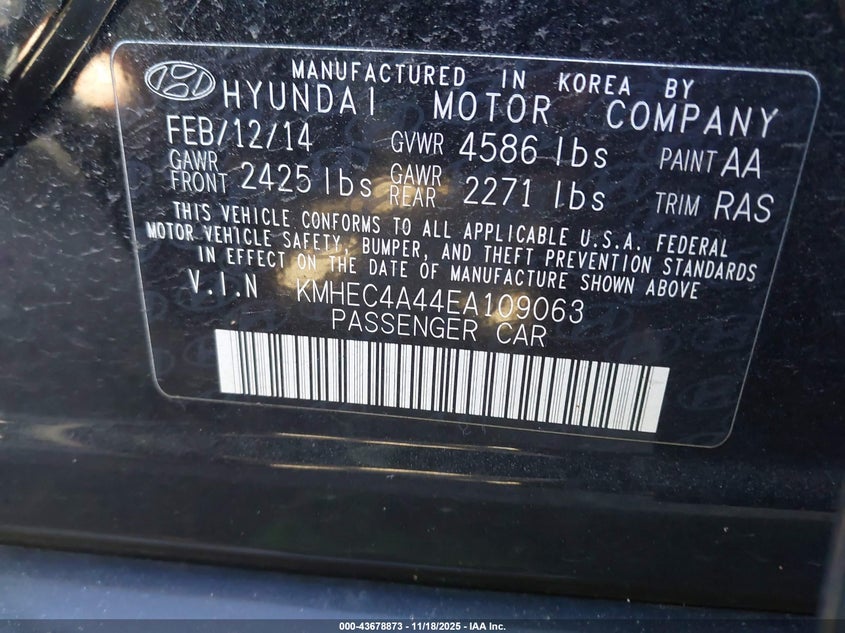 MANUFACTURED IN KOREA BY
HYUNDAI MOTOR COMPANY
FEB/12/14 GVWR 4586 lbs PAINT AA
GAWR FRONT 2425 lbs GAWR REAR 2271 lbs TRIM RAS
THIS VEHICLE CONFORMS TO ALL APPLICABLE U.S.A. FEDERAL
MOTOR VEHICLE SAFETY, BUMPER, AND THEFT PREVENTION STANDARDS
IN EFFECT ON THE DATE OF MANUFACTURE SHOWN ABOVE
V.I.N KMHEC4A44EA109063
PASSENGER CAR
000-43678873 | 11/18/2025 - IAA Inc.